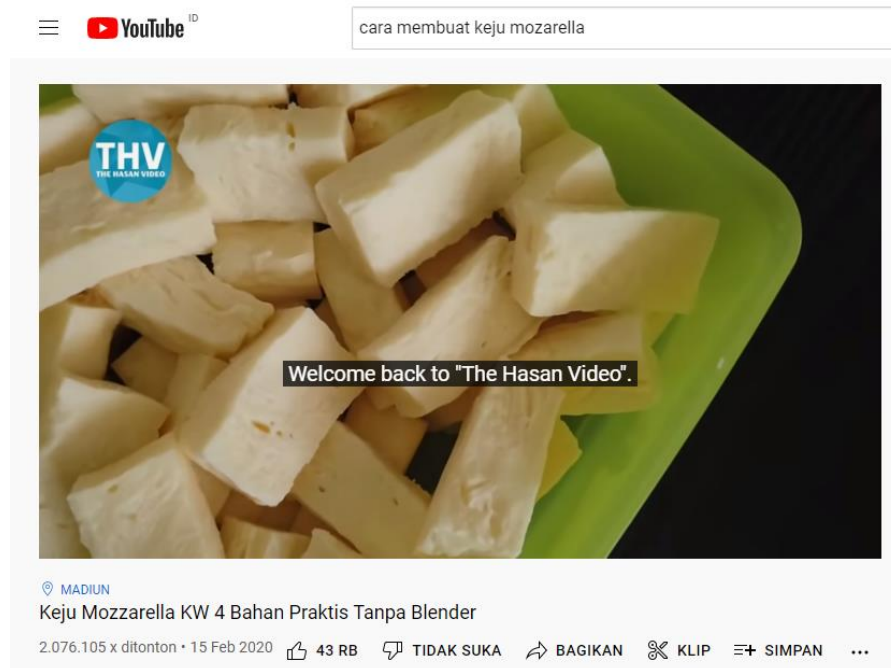 YouTube ID
cara membuat keju mozarella
THV
THE HASAN VIDEO
Welcome back to "The Hasan Video".
MADIUN
Keju Mozzarella KW 4 Bahan Praktis Tanpa Blender
2.076.105 x ditonton • 15 Feb 2020 43 RB TIDAK SUKA BAGIKAN KLIP SIMPAN